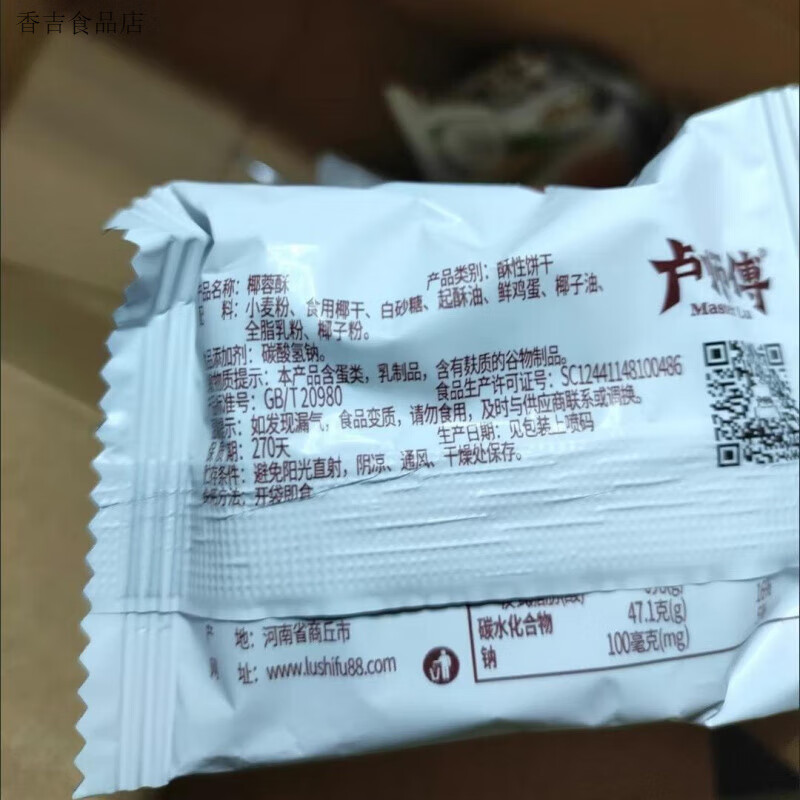 香吉食品店
产品名称：椰蓉酥 产品类别：酥性饼干
料：小麦粉、食用椰干、白砂糖、起酥油、鲜鸡蛋、椰子油、
全脂乳粉、椰子粉。
品添加剂：碳酸氢钠。
物质提示：本产品含蛋类，乳制品，含有麸质的谷物制品。
标准号：GB/T 20980 食品生产许可证号：SC12441148100486
示：如发现漏气，食品变质，请勿食用，及时与供应商联系或调换。
期：270天 生产日期：见包装上喷码
条件：避免阳光直射，阴凉、通风、干燥处保存。
方法：开袋即食
卢师傅
Master Lu
产 地：河南省商丘市
网 址：www.lushifu88.com
碳水化合物 47.1克(g)
钠 100毫克(mg)